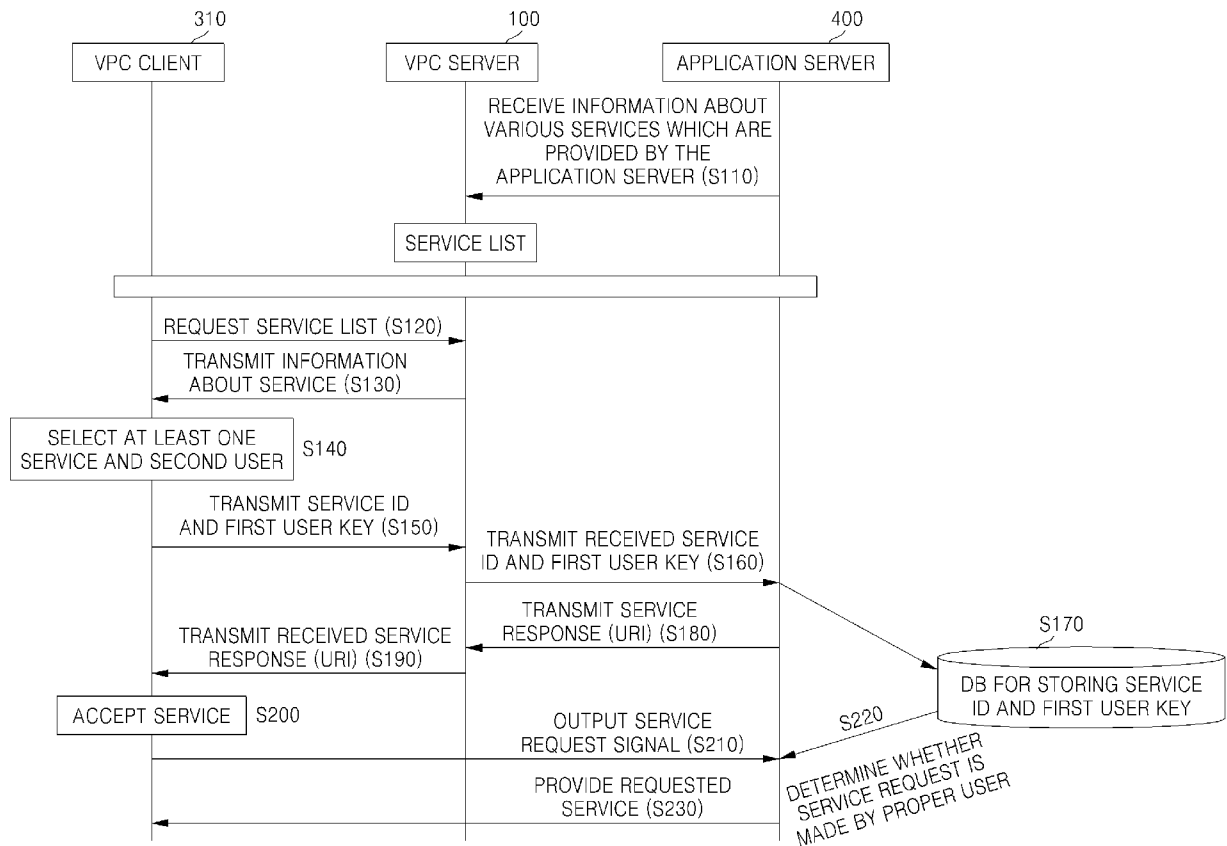 310
100
400
VPC CLIENT
VPC SERVER
APPLICATION SERVER
RECEIVE INFORMATION ABOUT
VARIOUS SERVICES WHICH ARE
PROVIDED BY THE
APPLICATION SERVER (S110)
SERVICE LIST
REQUEST SERVICE LIST (S120)
TRANSMIT INFORMATION
ABOUT SERVICE (S130)
SELECT AT LEAST ONE
SERVICE AND SECOND USER
S140
TRANSMIT SERVICE ID
AND FIRST USER KEY (S150)
TRANSMIT RECEIVED SERVICE
ID AND FIRST USER KEY (S160)
TRANSMIT SERVICE
RESPONSE (URI) (S180)
TRANSMIT RECEIVED SERVICE
RESPONSE (URI) (S190)
S170
DB FOR STORING SERVICE
ID AND FIRST USER KEY
ACCEPT SERVICE
S200
OUTPUT SERVICE
REQUEST SIGNAL (S210)
S220
DETERMINE WHETHER
SERVICE REQUEST IS
MADE BY PROPER USER
PROVIDE REQUESTED
SERVICE (S230)